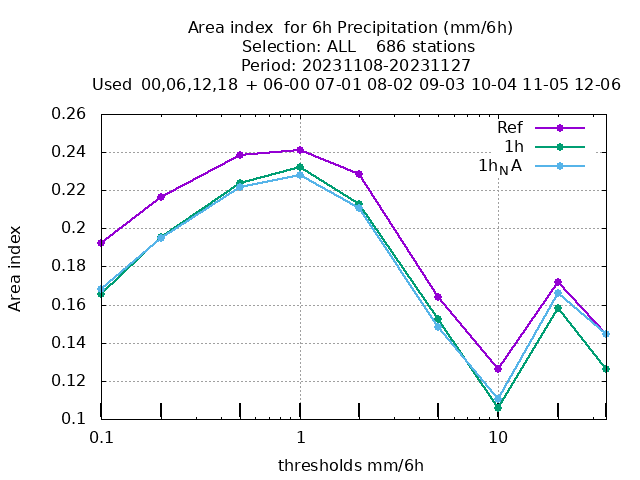 Area index  for 6h Precipitation (mm/6h)
Selection: ALL    686 stations
Period: 20231108-20231127
Used  00,06,12,18  + 06-00 07-01 08-02 09-03 10-04 11-05 12-06
0.26
0.24
0.22
0.2
0.18
0.16
0.14
0.12
0.1
Area index
Ref
1h
1h_NA
0.1 1 10
thresholds mm/6h